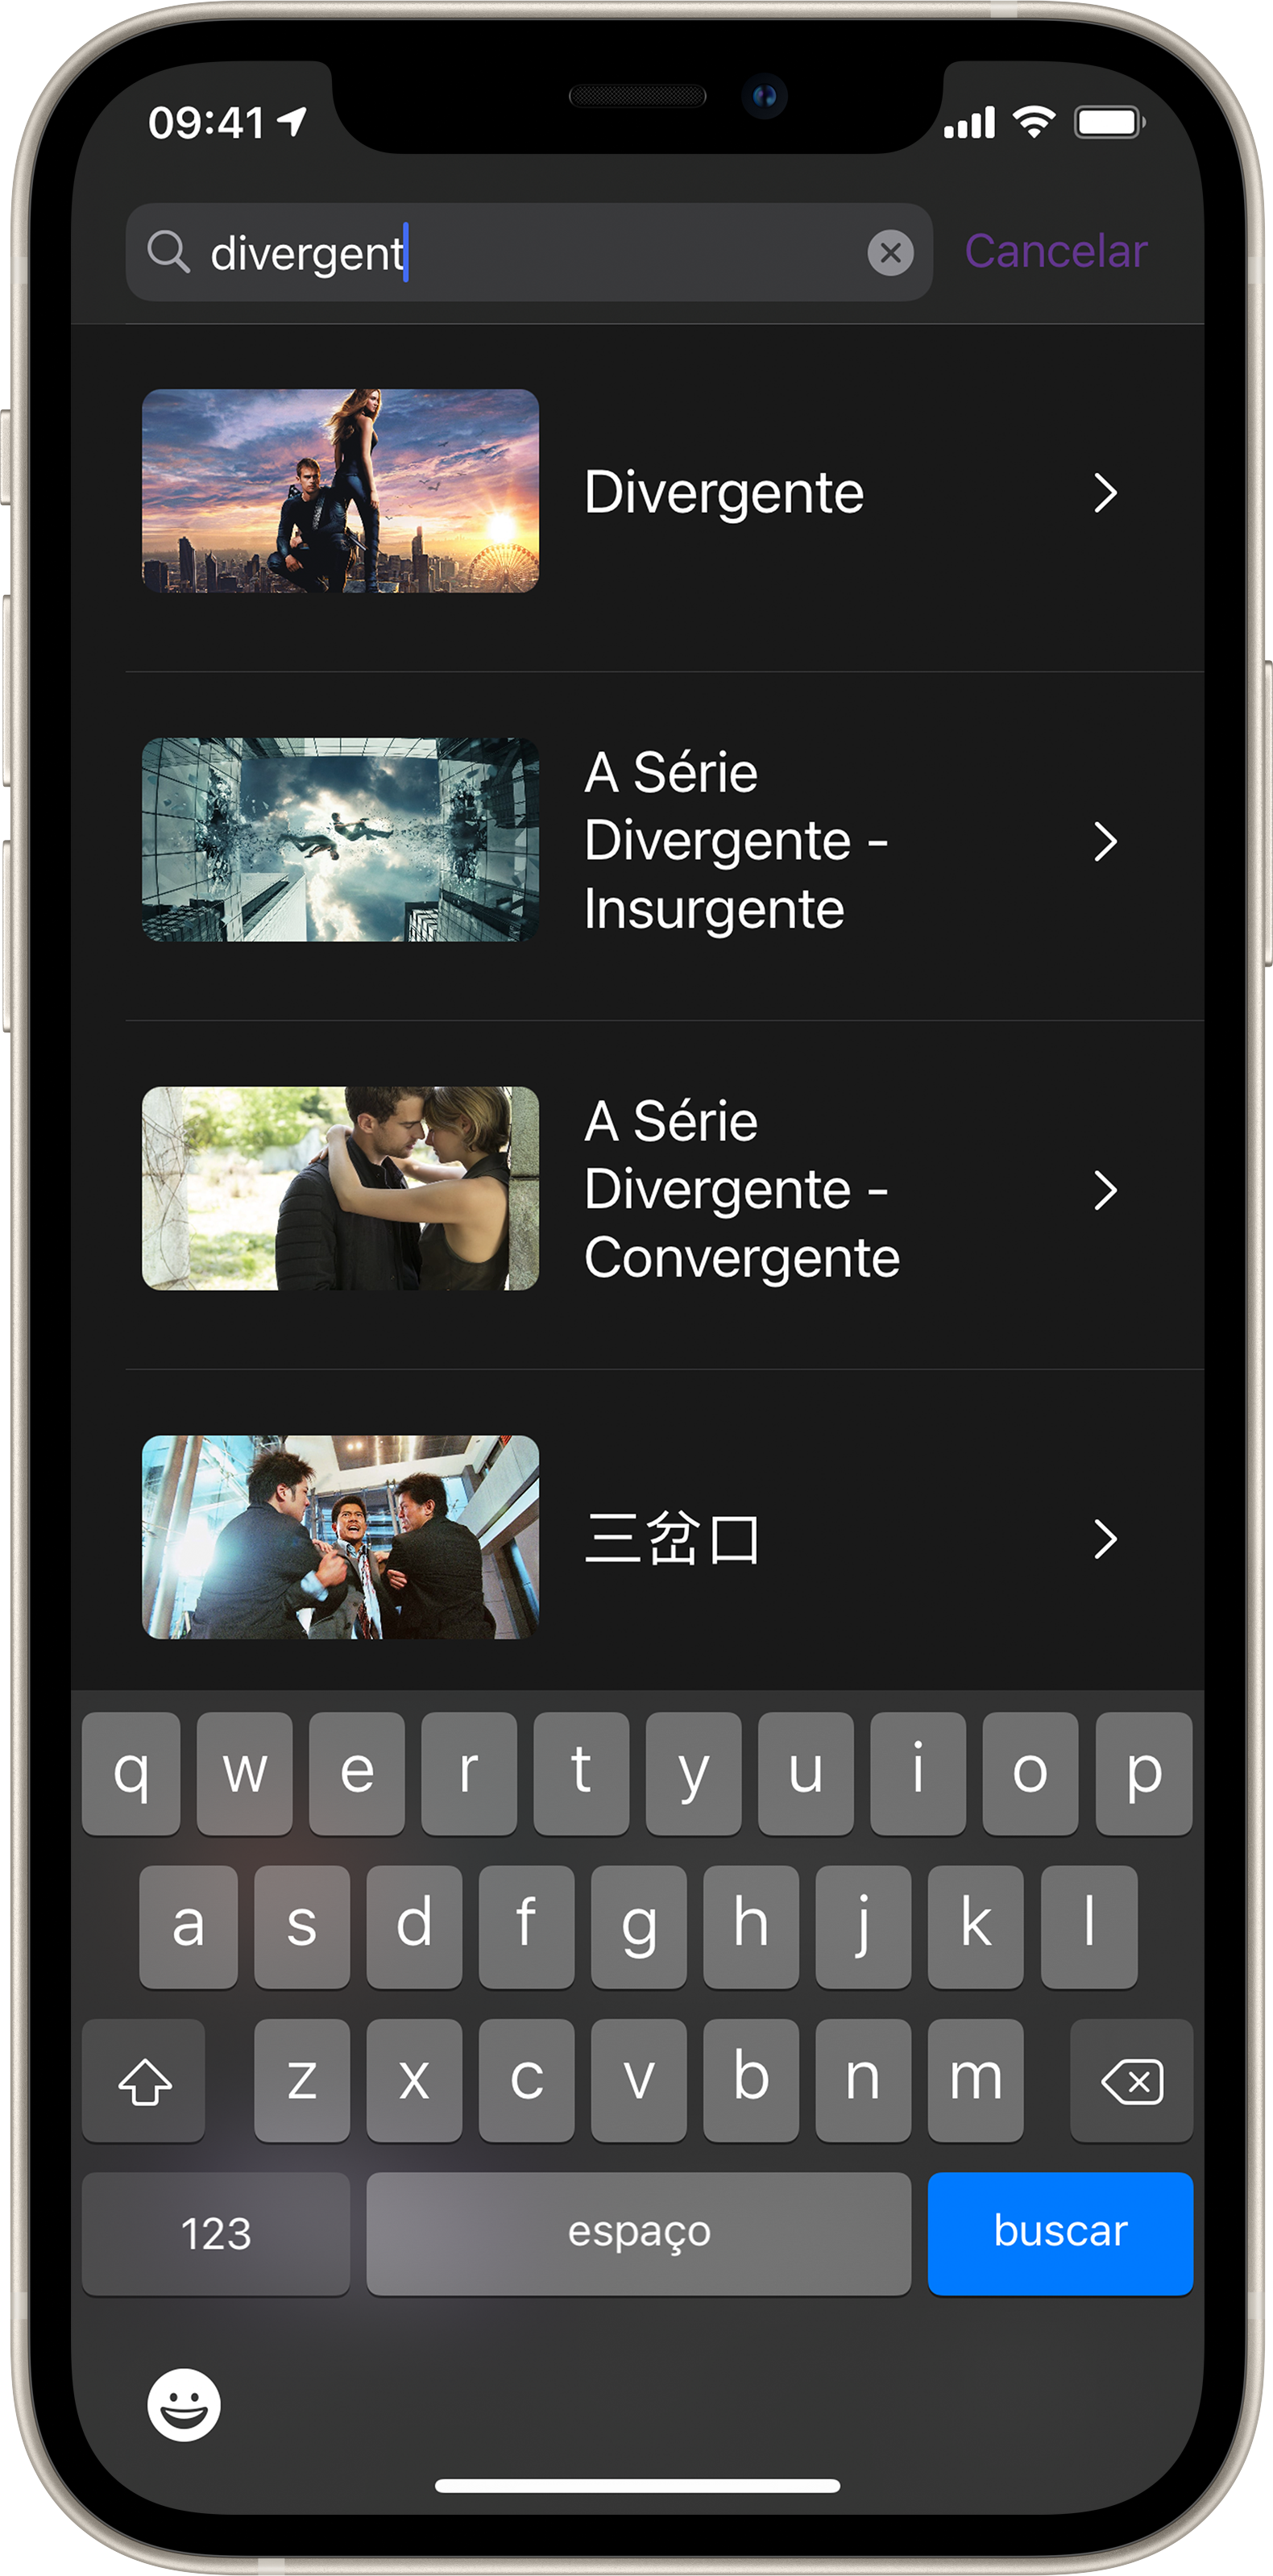 09:41
divergent
Cancelar
Divergente
A Série
Divergente -
Insurgente
A Série
Divergente -
Convergente
三岔口
q w e r t y u i o p
a s d f g h j k l
z x c v b n m
123 espaço buscar